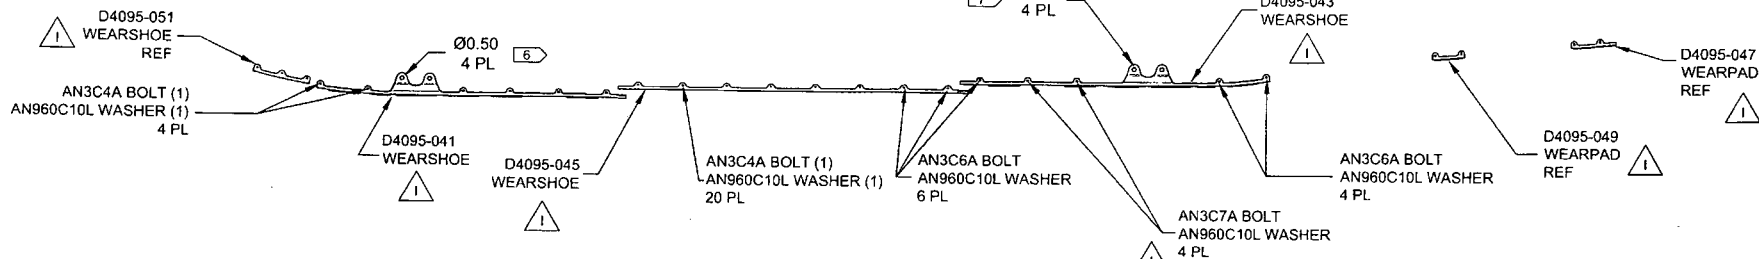 D4095-051
WEARSHOE
REF
I
Ø0.50
4 PL
6
AN3C4A BOLT (1)
AN960C10L WASHER (1)
4 PL
D4095-041
WEARSHOE
I
D4095-045
WEARSHOE
I
AN3C4A BOLT (1)
AN960C10L WASHER (1)
20 PL
AN3C6A BOLT
AN960C10L WASHER
6 PL
4 PL
D4095-043
WEARSHOE
I
AN3C7A BOLT
AN960C10L WASHER
4 PL
AN3C6A BOLT
AN960C10L WASHER
4 PL
D4095-049
WEARPAD
REF
I
D4095-047
WEARPAD
REF
I